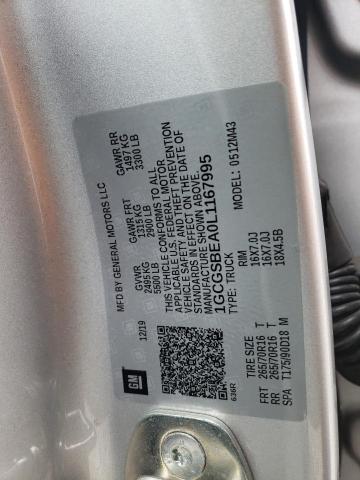 MFD BY GENERAL MOTORS LLC
GM
12/19
GVWR
2495 KG
5500 LB
GAWR FRT
1315 KG
2900 LB
GAWR RR
1497 KG
3300 LB
THIS VEHICLE CONFORMS TO ALL
APPLICABLE U.S. FEDERAL MOTOR
VEHICLE SAFETY & THEFT PREVENTION
STANDARDS IN EFFECT ON THE DATE OF
MANUFACTURE SHOWN ABOVE.
1GCGSBEA0L1167995
TYPE: TRUCK
0512M43
636R
TIRE SIZE
RIM
FRT 265/70R16 T 16X7.0J
RR 265/70R16 T 16X7.0J
SPA T175/90D18 M 18X4.5B